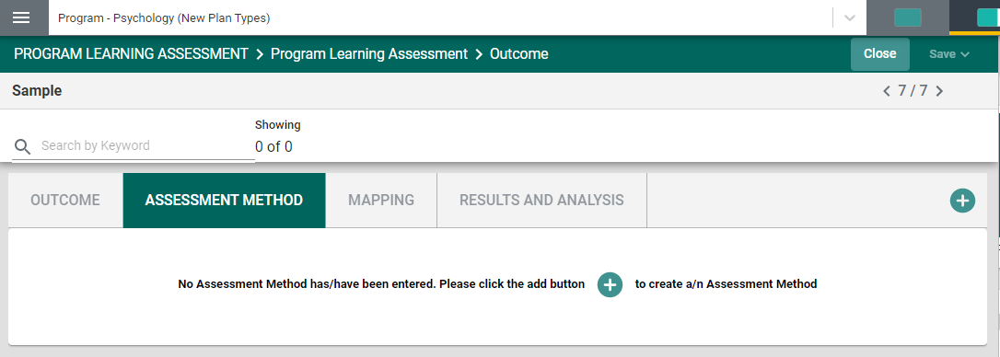 Program - Psychology (New Plan Types)
PROGRAM LEARNING ASSESSMENT > Program Learning Assessment > Outcome
Close
Save
Sample
< 7 / 7 >
Showing
Search by Keyword
0 of 0
OUTCOME
ASSESSMENT METHOD
MAPPING
RESULTS AND ANALYSIS
No Assessment Method has/have been entered. Please click the add button + to create a/n Assessment Method